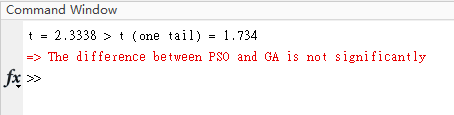 Command Window
t = 2.3338 > t (one tail) = 1.734
=> The difference between PSO and GA is not significantly
fx >>